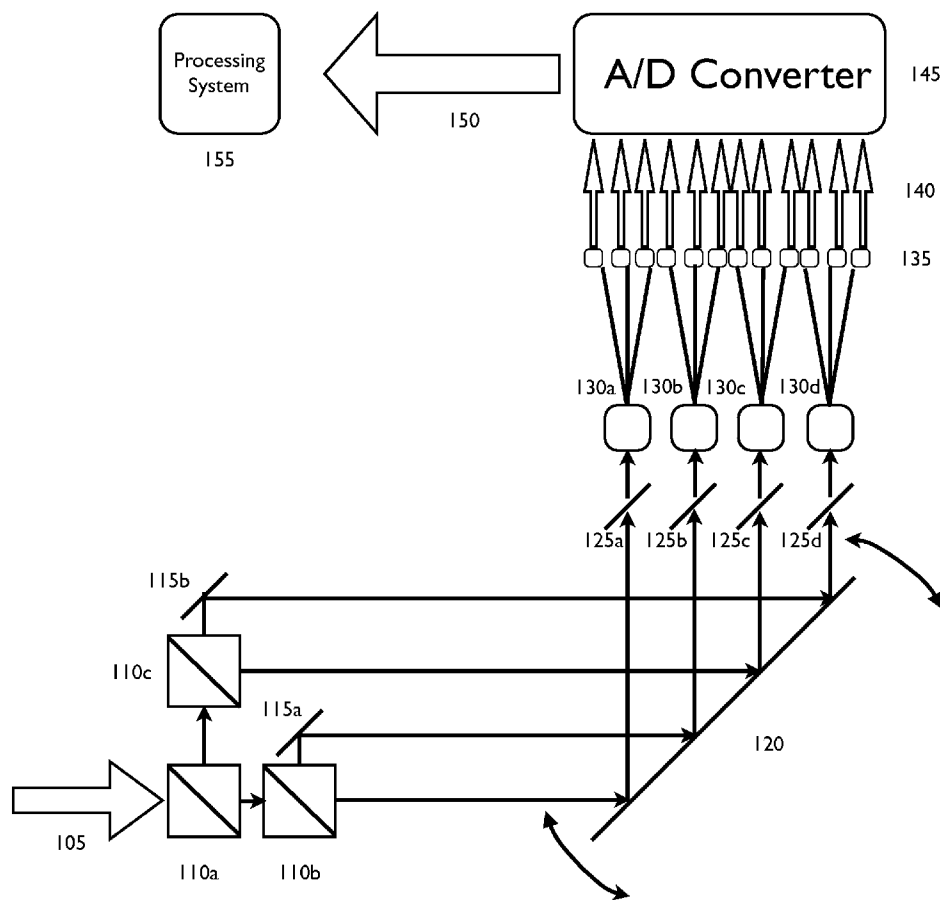 Processing
System
A/D Converter
145
150
155
140
135
130a
130b
130c
130d
125a
125b
125c
125d
115b
110c
115a
120
105
110a
110b